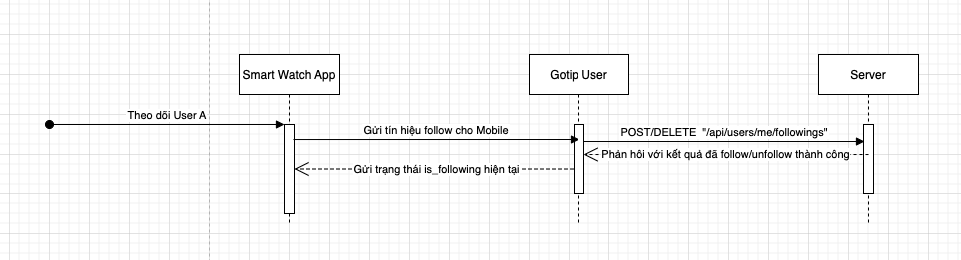 Smart Watch App
Gotip User
Server
Theo dõi User A
Gửi tín hiệu follow cho Mobile
POST/DELETE "/api/users/me/followings"
Phản hồi với kết quả đã follow/unfollow thành công
Gửi trạng thái is_following hiện tại